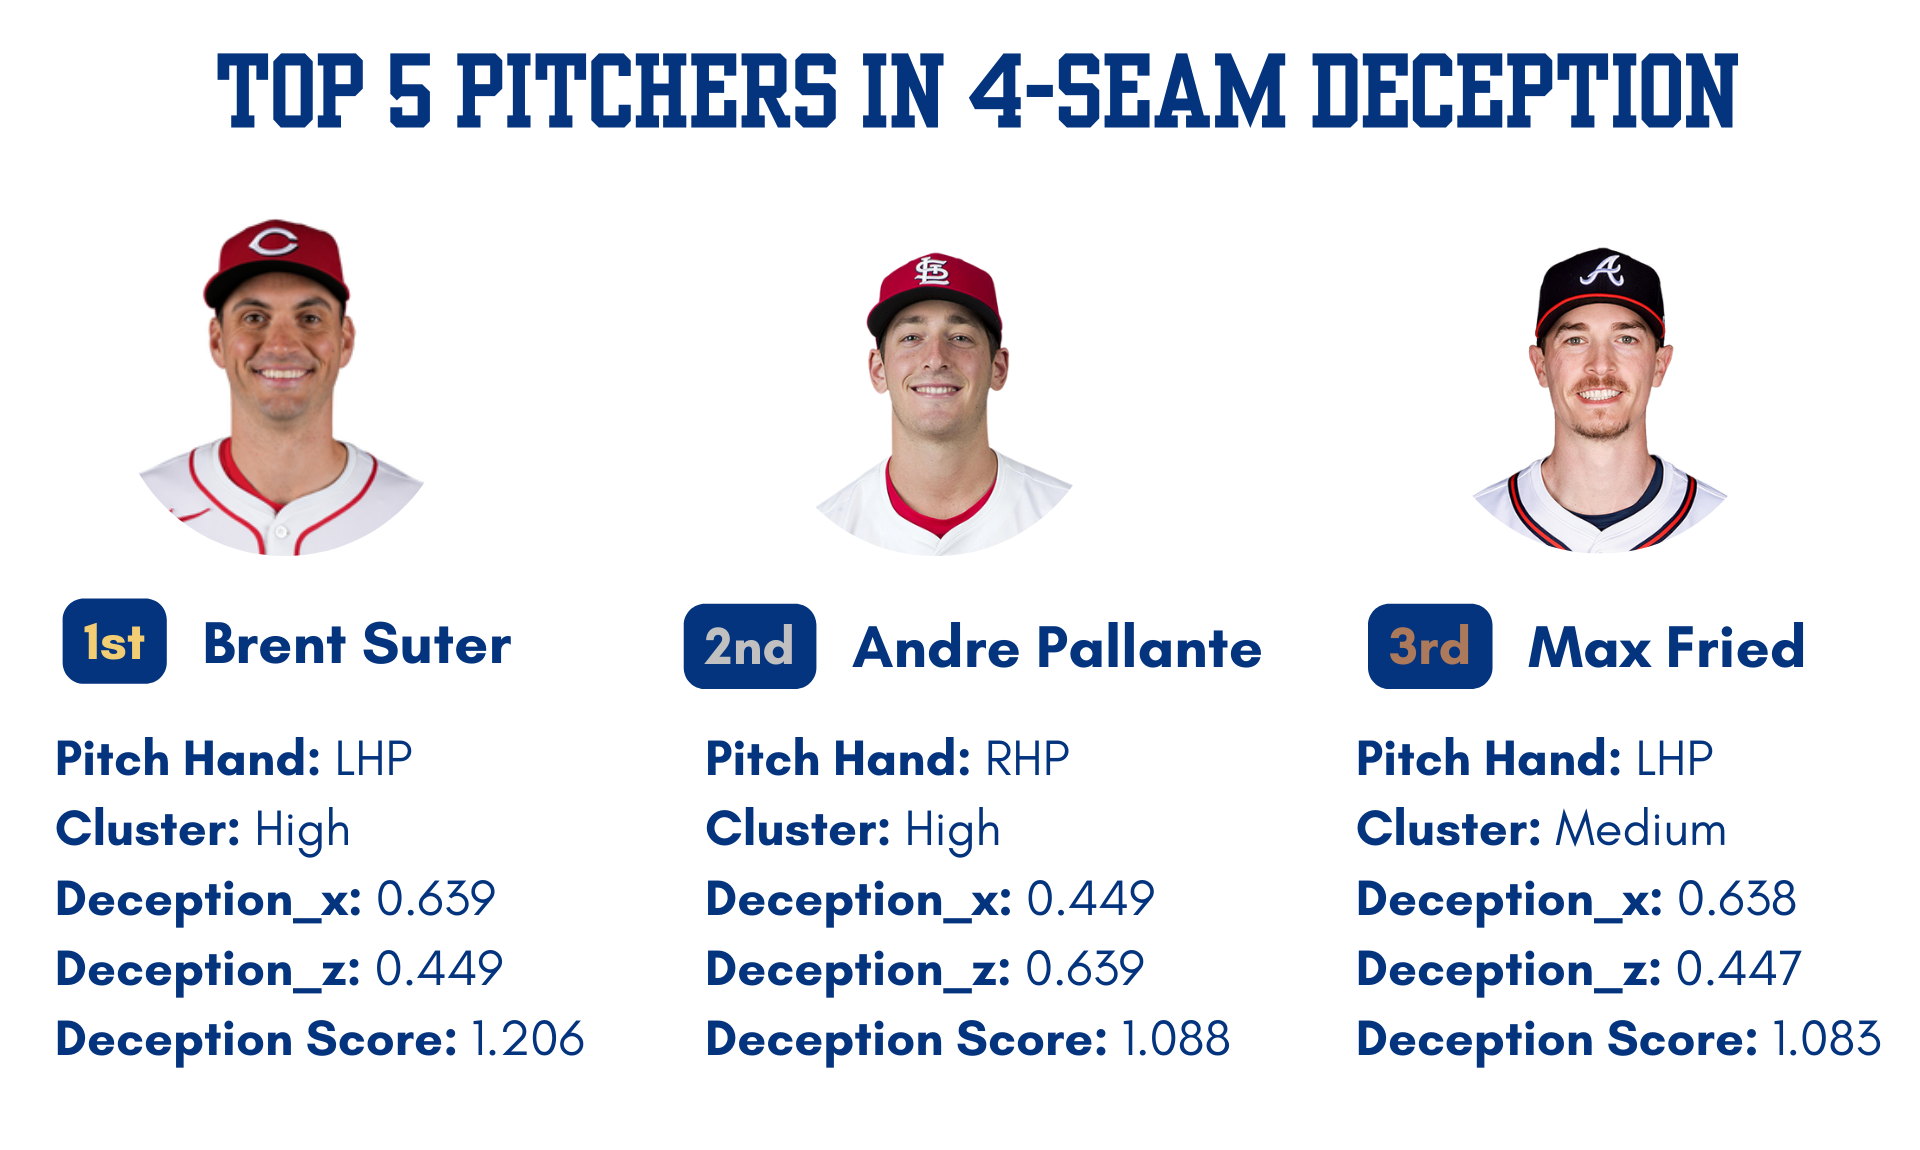 TOP 5 PITCHERS IN 4-SEAM DECEPTION
1st Brent Suter
Pitch Hand: LHP
Cluster: High
Deception_x: 0.639
Deception_z: 0.449
Deception Score: 1.206
2nd Andre Pallante
Pitch Hand: RHP
Cluster: High
Deception_x: 0.449
Deception_z: 0.639
Deception Score: 1.088
3rd Max Fried
Pitch Hand: LHP
Cluster: Medium
Deception_x: 0.638
Deception_z: 0.447
Deception Score: 1.083